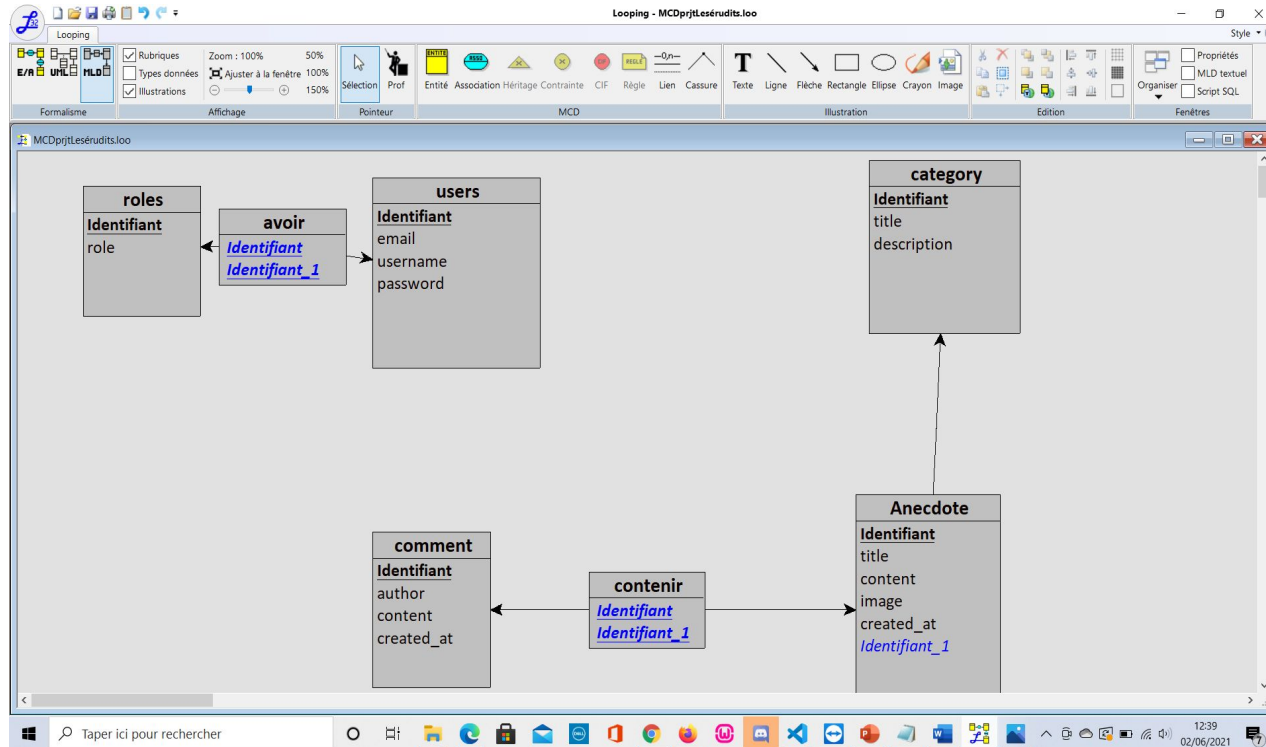 Looping - MCDprjtLesérudits.loo
Looping
Style
E/R UML MLD
Rubriques
Types données
Illustrations
Zoom : 100% 50%
Ajuster à la fenêtre 100%
150%
Sélection Prof
ENTITE ASSO REGLE 0,n
Entité Association Héritage Contrainte CIF Règle Lien Cassure
Texte Ligne Flèche Rectangle Ellipse Crayon Image
Organiser
Propriétés
MLD textuel
Script SQL
Formalisme Affichage Pointeur MCD Illustration Edition Fenêtres
MCDprjtLesérudits.loo
roles
Identifiant
role
avoir
Identifiant
Identifiant_1
users
Identifiant
email
username
password
category
Identifiant
title
description
comment
Identifiant
author
content
created_at
contenir
Identifiant
Identifiant_1
Anecdote
Identifiant
title
content
image
created_at
Identifiant_1
Taper ici pour rechercher
12:39
02/06/2021